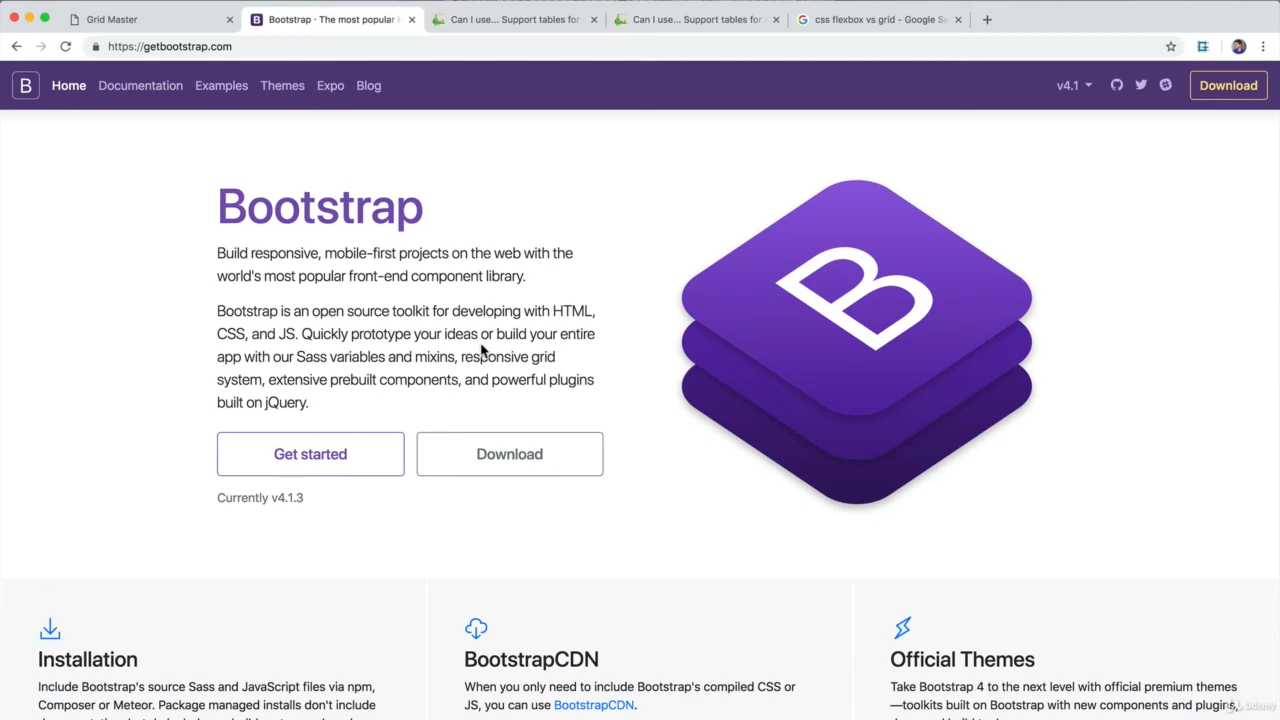 Grid Master
Bootstrap · The most popular H
Can I use... Support tables for
Can I use... Support tables for
css flexbox vs grid - Google Se
https://getbootstrap.com
B
Home
Documentation
Examples
Themes
Expo
Blog
v4.1
Download
Bootstrap
Build responsive, mobile-first projects on the web with the
world's most popular front-end component library.
Bootstrap is an open source toolkit for developing with HTML,
CSS, and JS. Quickly prototype your ideas or build your entire
app with our Sass variables and mixins, responsive grid
system, extensive prebuilt components, and powerful plugins
built on jQuery.
Get started
Download
Currently v4.1.3
B
Installation
Include Bootstrap's source Sass and JavaScript files via npm,
Composer or Meteor. Package managed installs don't include
BootstrapCDN
When you only need to include Bootstrap's compiled CSS or
JS, you can use BootstrapCDN.
Official Themes
Take Bootstrap 4 to the next level with official premium themes
—toolkits built on Bootstrap with new components and plugins,
Udemy